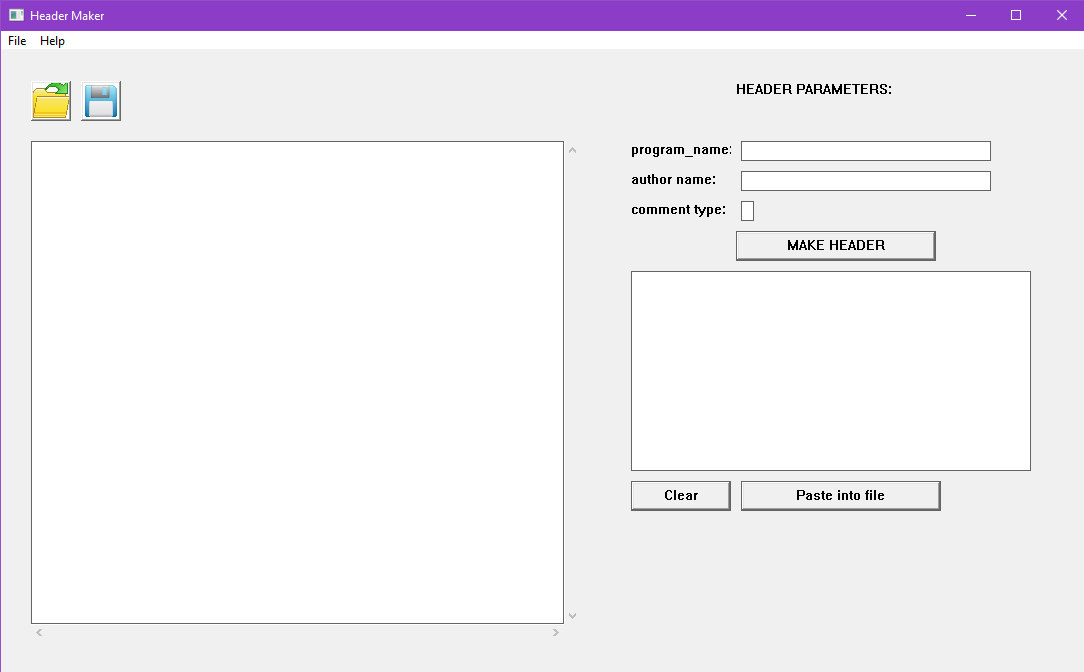 Header Maker
File Help
HEADER PARAMETERS:
program_name:
author name:
comment type:
MAKE HEADER
Clear Paste into file